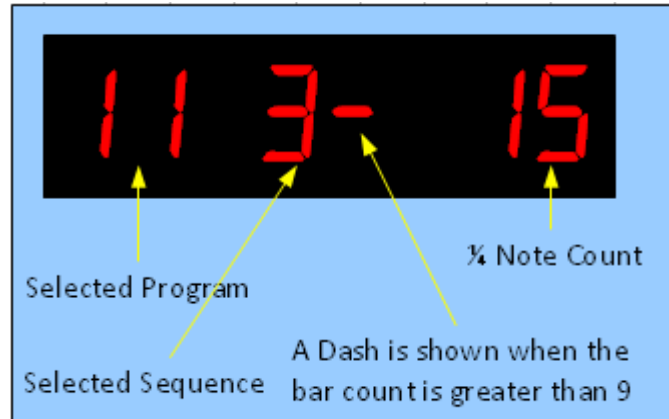 11 3- 15
¼ Note Count
Selected Program
A Dash is shown when the
bar count is greater than 9
Selected Sequence